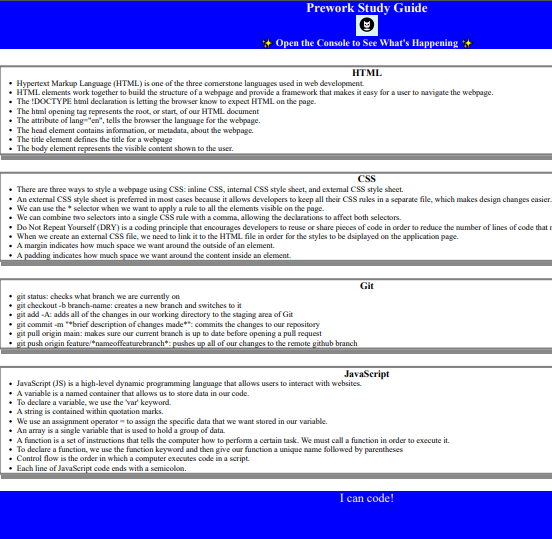 Prework Study Guide
✨ Open the Console to See What's Happening ✨
HTML
• Hypertext Markup Language (HTML) is one of the three cornerstone languages used in web development.
• HTML elements work together to build the structure of a webpage and provide a framework that makes it easy for a user to navigate the webpage.
• The !DOCTYPE html declaration is letting the browser know to expect HTML on the page.
• The html opening tag represents the root, or start, of our HTML document
• The attribute of lang="en", tells the browser the language for the webpage.
• The head element contains information, or metadata, about the webpage.
• The title element defines the title for a webpage
• The body element represents the visible content shown to the user.
CSS
• There are three ways to style a webpage using CSS: inline CSS, internal CSS style sheet, and external CSS style sheet.
• An external CSS style sheet is preferred in most cases because it allows developers to keep all their CSS rules in a separate file, which makes design changes easier.
• We can use the * selector when we want to apply a rule to all the elements visible on the page.
• We can combine two selectors into a single CSS rule with a comma, allowing the declarations to affect both selectors.
• Do Not Repeat Yourself (DRY) is a coding principle that encourages developers to reuse or share pieces of code in order to reduce the number of lines of code that
• When we create an external CSS file, we need to link it to the HTML file in order for the styles to be dsiplayed on the application page.
• A margin indicates how much space we want around the outside of an element.
• A padding indicates how much space we want around the content inside an element.
Git
• git status: checks what branch we are currently on
• git checkout -b branch-name: creates a new branch and switches to it
• git add -A: adds all of the changes in our working directory to the staging area of Git
• git commit -m "*brief description of changes made*": commits the changes to our repository
• git pull origin main: makes sure our current branch is up to date before opening a pull request
• git push origin feature/*nameoffeaturebranch*: pushes up all of our changes to the remote github branch
JavaScript
• JavaScript (JS) is a high-level dynamic programming language that allows users to interact with websites.
• A variable is a named container that allows us to store data in our code.
• To declare a variable, we use the 'var' keyword.
• A string is contained within quotation marks.
• We use an assignment operator = to assign the specific data that we want stored in our variable.
• An array is a single variable that is used to hold a group of data.
• A function is a set of instructions that tells the computer how to perform a certain task. We must call a function in order to execute it.
• To declare a function, we use the function keyword and then give our function a unique name followed by parentheses
• Control flow is the order in which a computer executes code in a script.
• Each line of JavaScript code ends with a semicolon.
I can code!